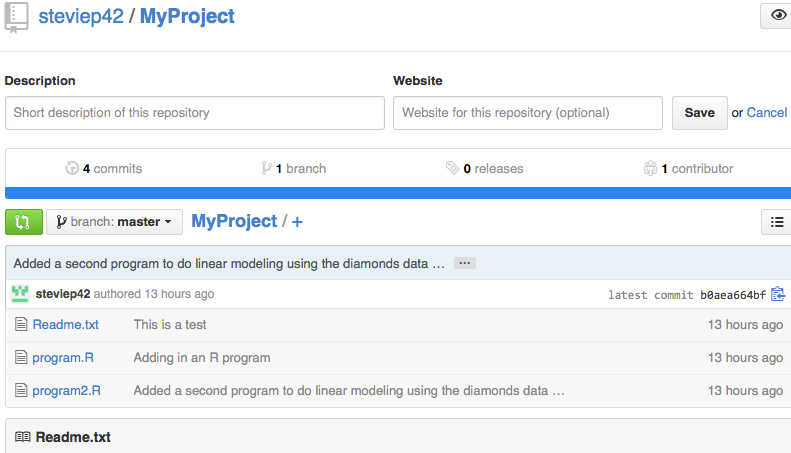 steviep42 / MyProject
Description Website
Short description of this repository Website for this repository (optional) Save or Cancel
4 commits 1 branch 0 releases 1 contributor
branch: master MyProject / +
Added a second program to do linear modeling using the diamonds data … ...
steviep42 authored 13 hours ago latest commit b0aea664bf
Readme.txt This is a test 13 hours ago
program.R Adding in an R program 13 hours ago
program2.R Added a second program to do linear modeling using the diamonds data … 13 hours ago
Readme.txt